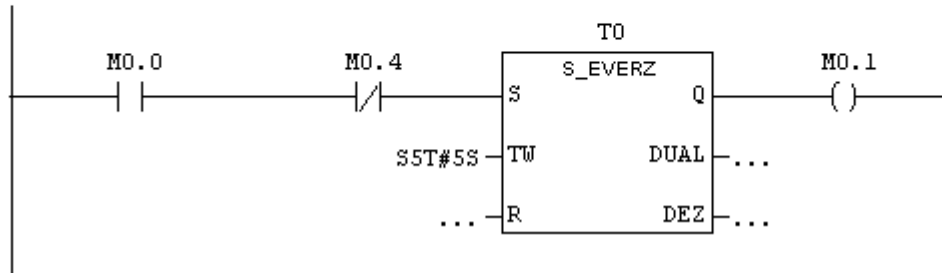 T0
M0.0 M0.4 S_EVERZ M0.1
S Q
S5T#5S TW DUAL ...
... R DEZ ...